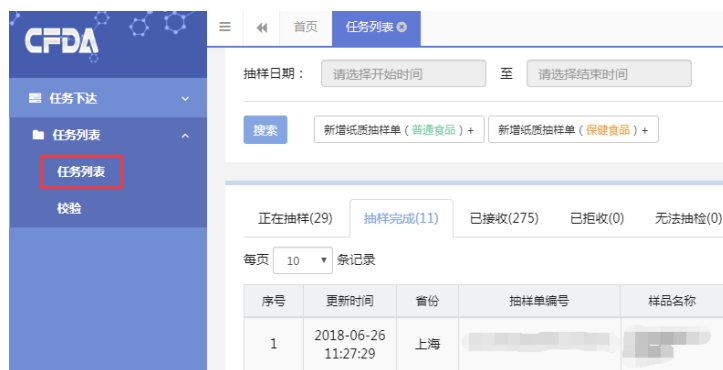 CFDA
首页
任务列表
任务下达
任务列表
任务列表
校验
抽样日期：
请选择开始时间
至
请选择结束时间
搜索
新增纸质抽样单（普通食品）+
新增纸质抽样单（保健食品）+
正在抽样(29)
抽样完成(11)
已接收(275)
已拒收(0)
无法抽检(0)
每页 10 条记录
序号 更新时间 省份 抽样单编号 样品名称
1 2018-06-26 上海
11:27:29